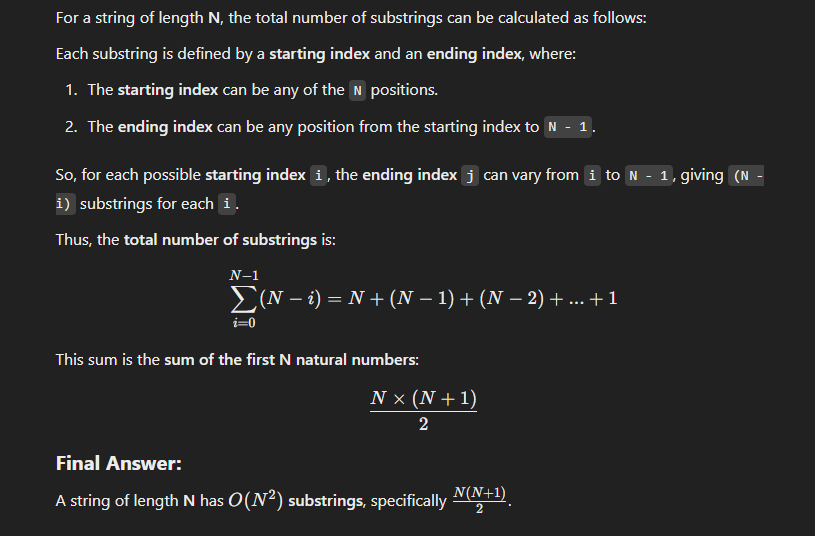 For a string of length N, the total number of substrings can be calculated as follows:
Each substring is defined by a starting index and an ending index, where:
1. The starting index can be any of the N positions.
2. The ending index can be any position from the starting index to N - 1.
So, for each possible starting index i, the ending index j can vary from i to N - 1, giving (N -
i) substrings for each i.
Thus, the total number of substrings is:
\sum_{i=0}^{N-1}(N - i) = N + (N - 1) + (N - 2) + ... + 1
This sum is the sum of the first N natural numbers:
\frac{N × (N + 1)}{2}
Final Answer:
A string of length N has O(N²) substrings, specifically \frac{N(N+1)}{2}.